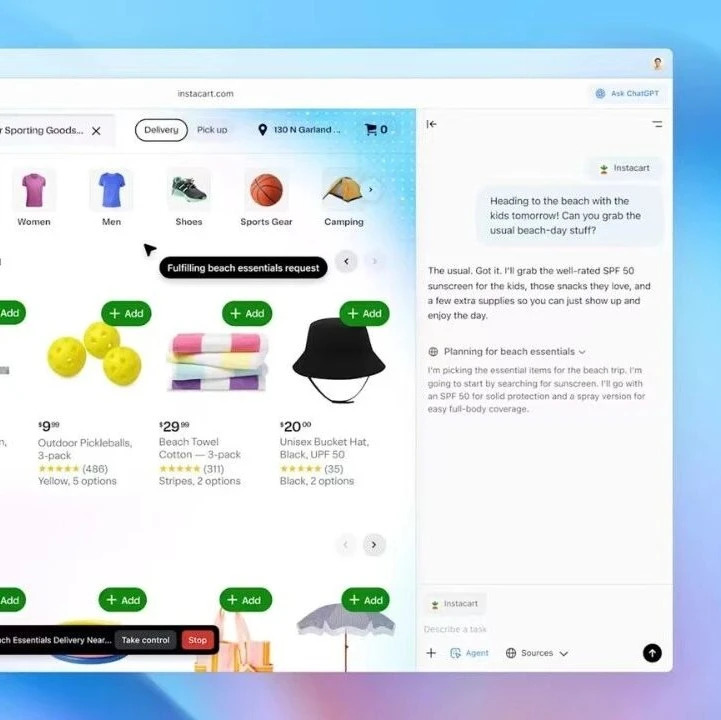 instacart.com
Ask ChatGPT
r Sporting Goods...
Delivery
Pick up
130 N Garland ...
0
Women
Men
Shoes
Sports Gear
Camping
Fulfilling beach essentials request
Add
+ Add
+ Add
+ Add
n,
$9.99
Outdoor Pickleballs,
3-pack
★★★★★ (486)
Yellow, 5 options
$29.99
Beach Towel
Cotton — 3-pack
★★★★★ (311)
Stripes, 2 options
$20.00
Unisex Bucket Hat,
Black, UPF 50
★★★★★ (35)
Black, 2 options
Add
+ Add
+ Add
+ Add
ch Essentials Delivery Near...
Take control
Stop
Instacart
Heading to the beach with the
kids tomorrow! Can you grab the
usual beach-day stuff?
The usual. Got it. I'll grab the well-rated SPF 50
sunscreen for the kids, those snacks they love, and
a few extra supplies so you can just show up and
enjoy the day.
Planning for beach essentials
I'm picking the essential items for the beach trip. I'm
going to start by searching for sunscreen. I'll go with
an SPF 50 for solid protection and a spray version for
easy full-body coverage.
Instacart
Describe a task
+
Agent
Sources